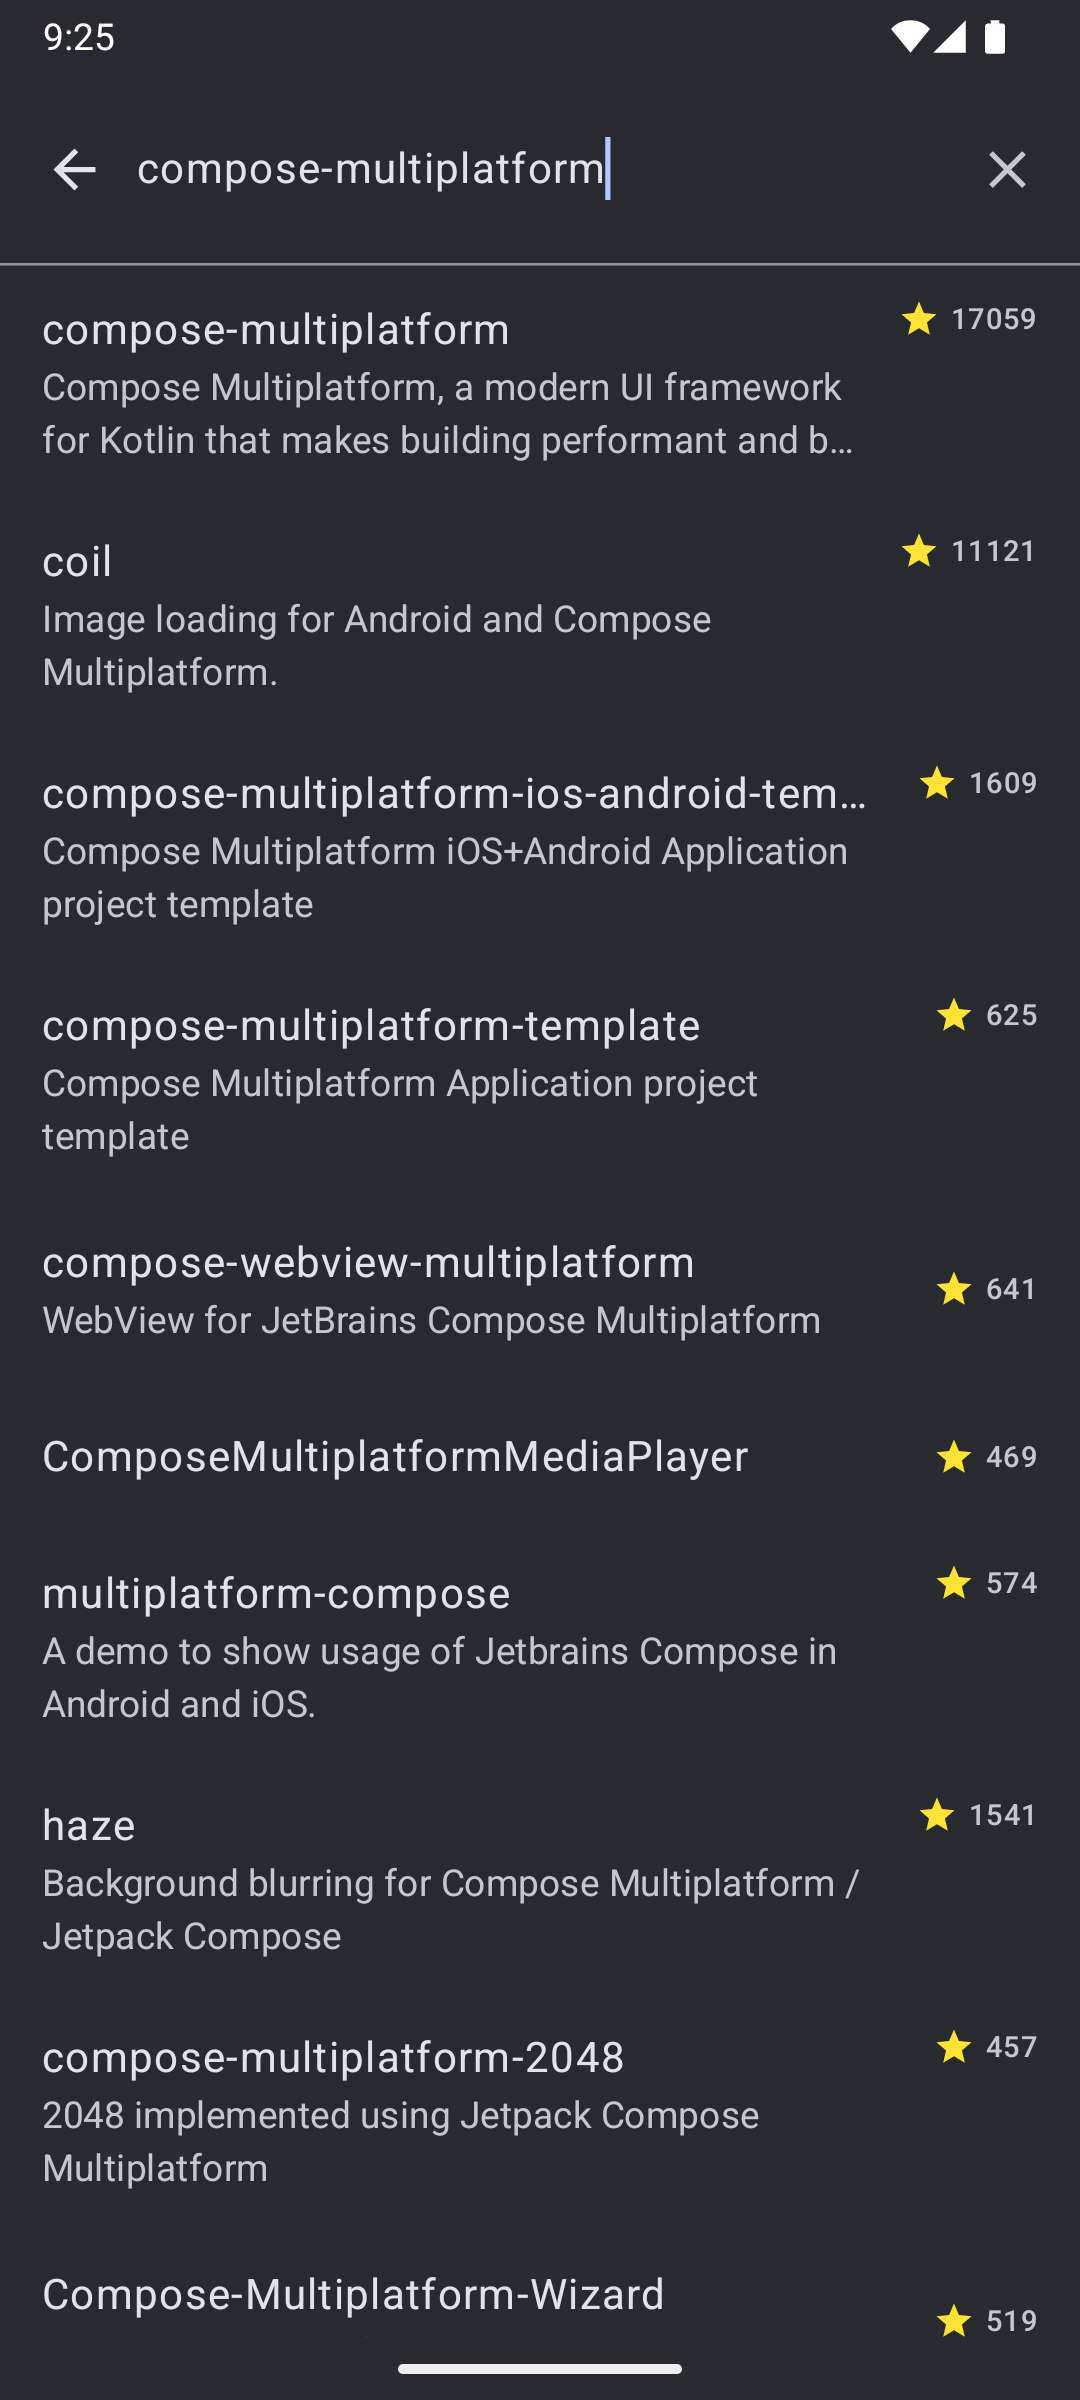 9:25
compose-multiplatform
compose-multiplatform
17059
Compose Multiplatform, a modern UI framework
for Kotlin that makes building performant and b…
coil
11121
Image loading for Android and Compose
Multiplatform.
compose-multiplatform-ios-android-tem…
1609
Compose Multiplatform iOS+Android Application
project template
compose-multiplatform-template
625
Compose Multiplatform Application project
template
compose-webview-multiplatform
641
WebView for JetBrains Compose Multiplatform
ComposeMultiplatformMediaPlayer
469
multiplatform-compose
574
A demo to show usage of Jetbrains Compose in
Android and iOS.
haze
1541
Background blurring for Compose Multiplatform /
Jetpack Compose
compose-multiplatform-2048
457
2048 implemented using Jetpack Compose
Multiplatform
Compose-Multiplatform-Wizard
519